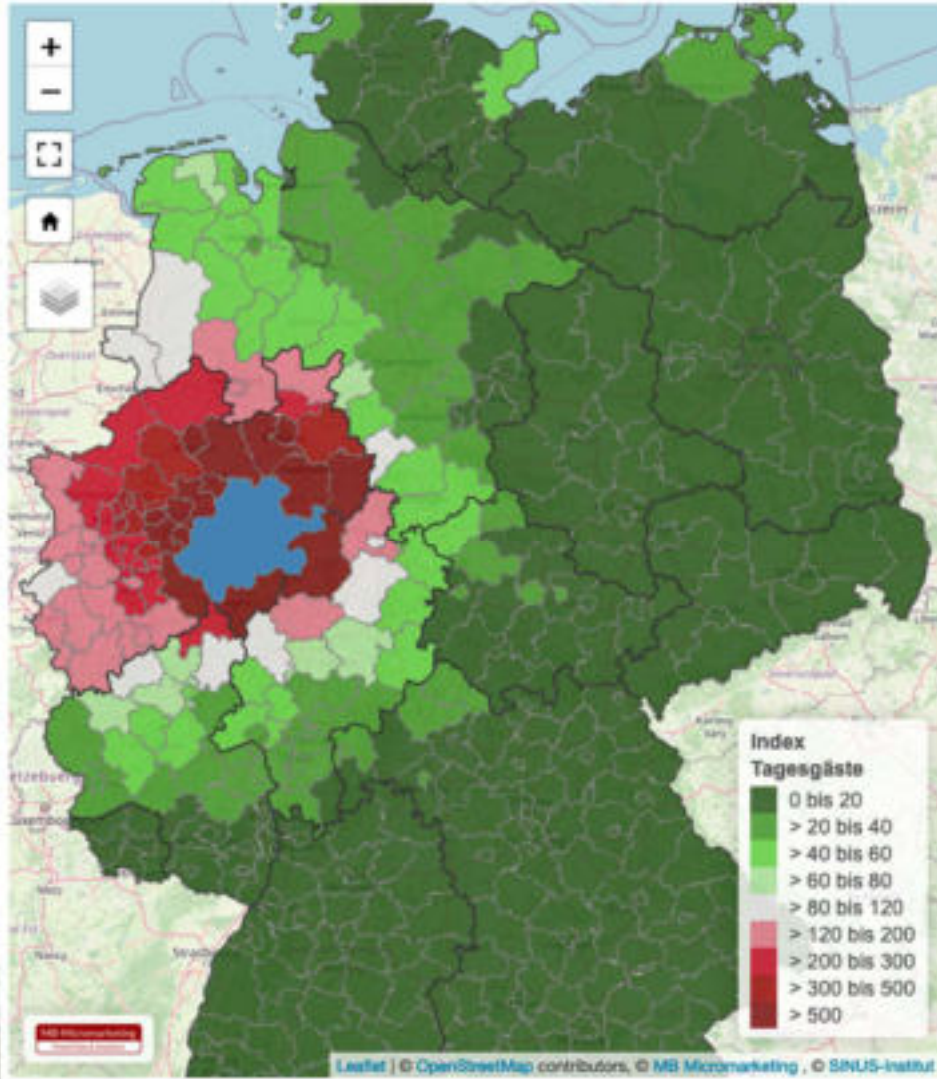 +
−
Index
Tagesgäste
0 bis 20
> 20 bis 40
> 40 bis 60
> 60 bis 80
> 80 bis 120
> 120 bis 200
> 200 bis 300
> 300 bis 500
> 500
MB Micromarketing
Leaflet | © OpenStreetMap contributors, © MB Micromarketing , © SINUS-Institut